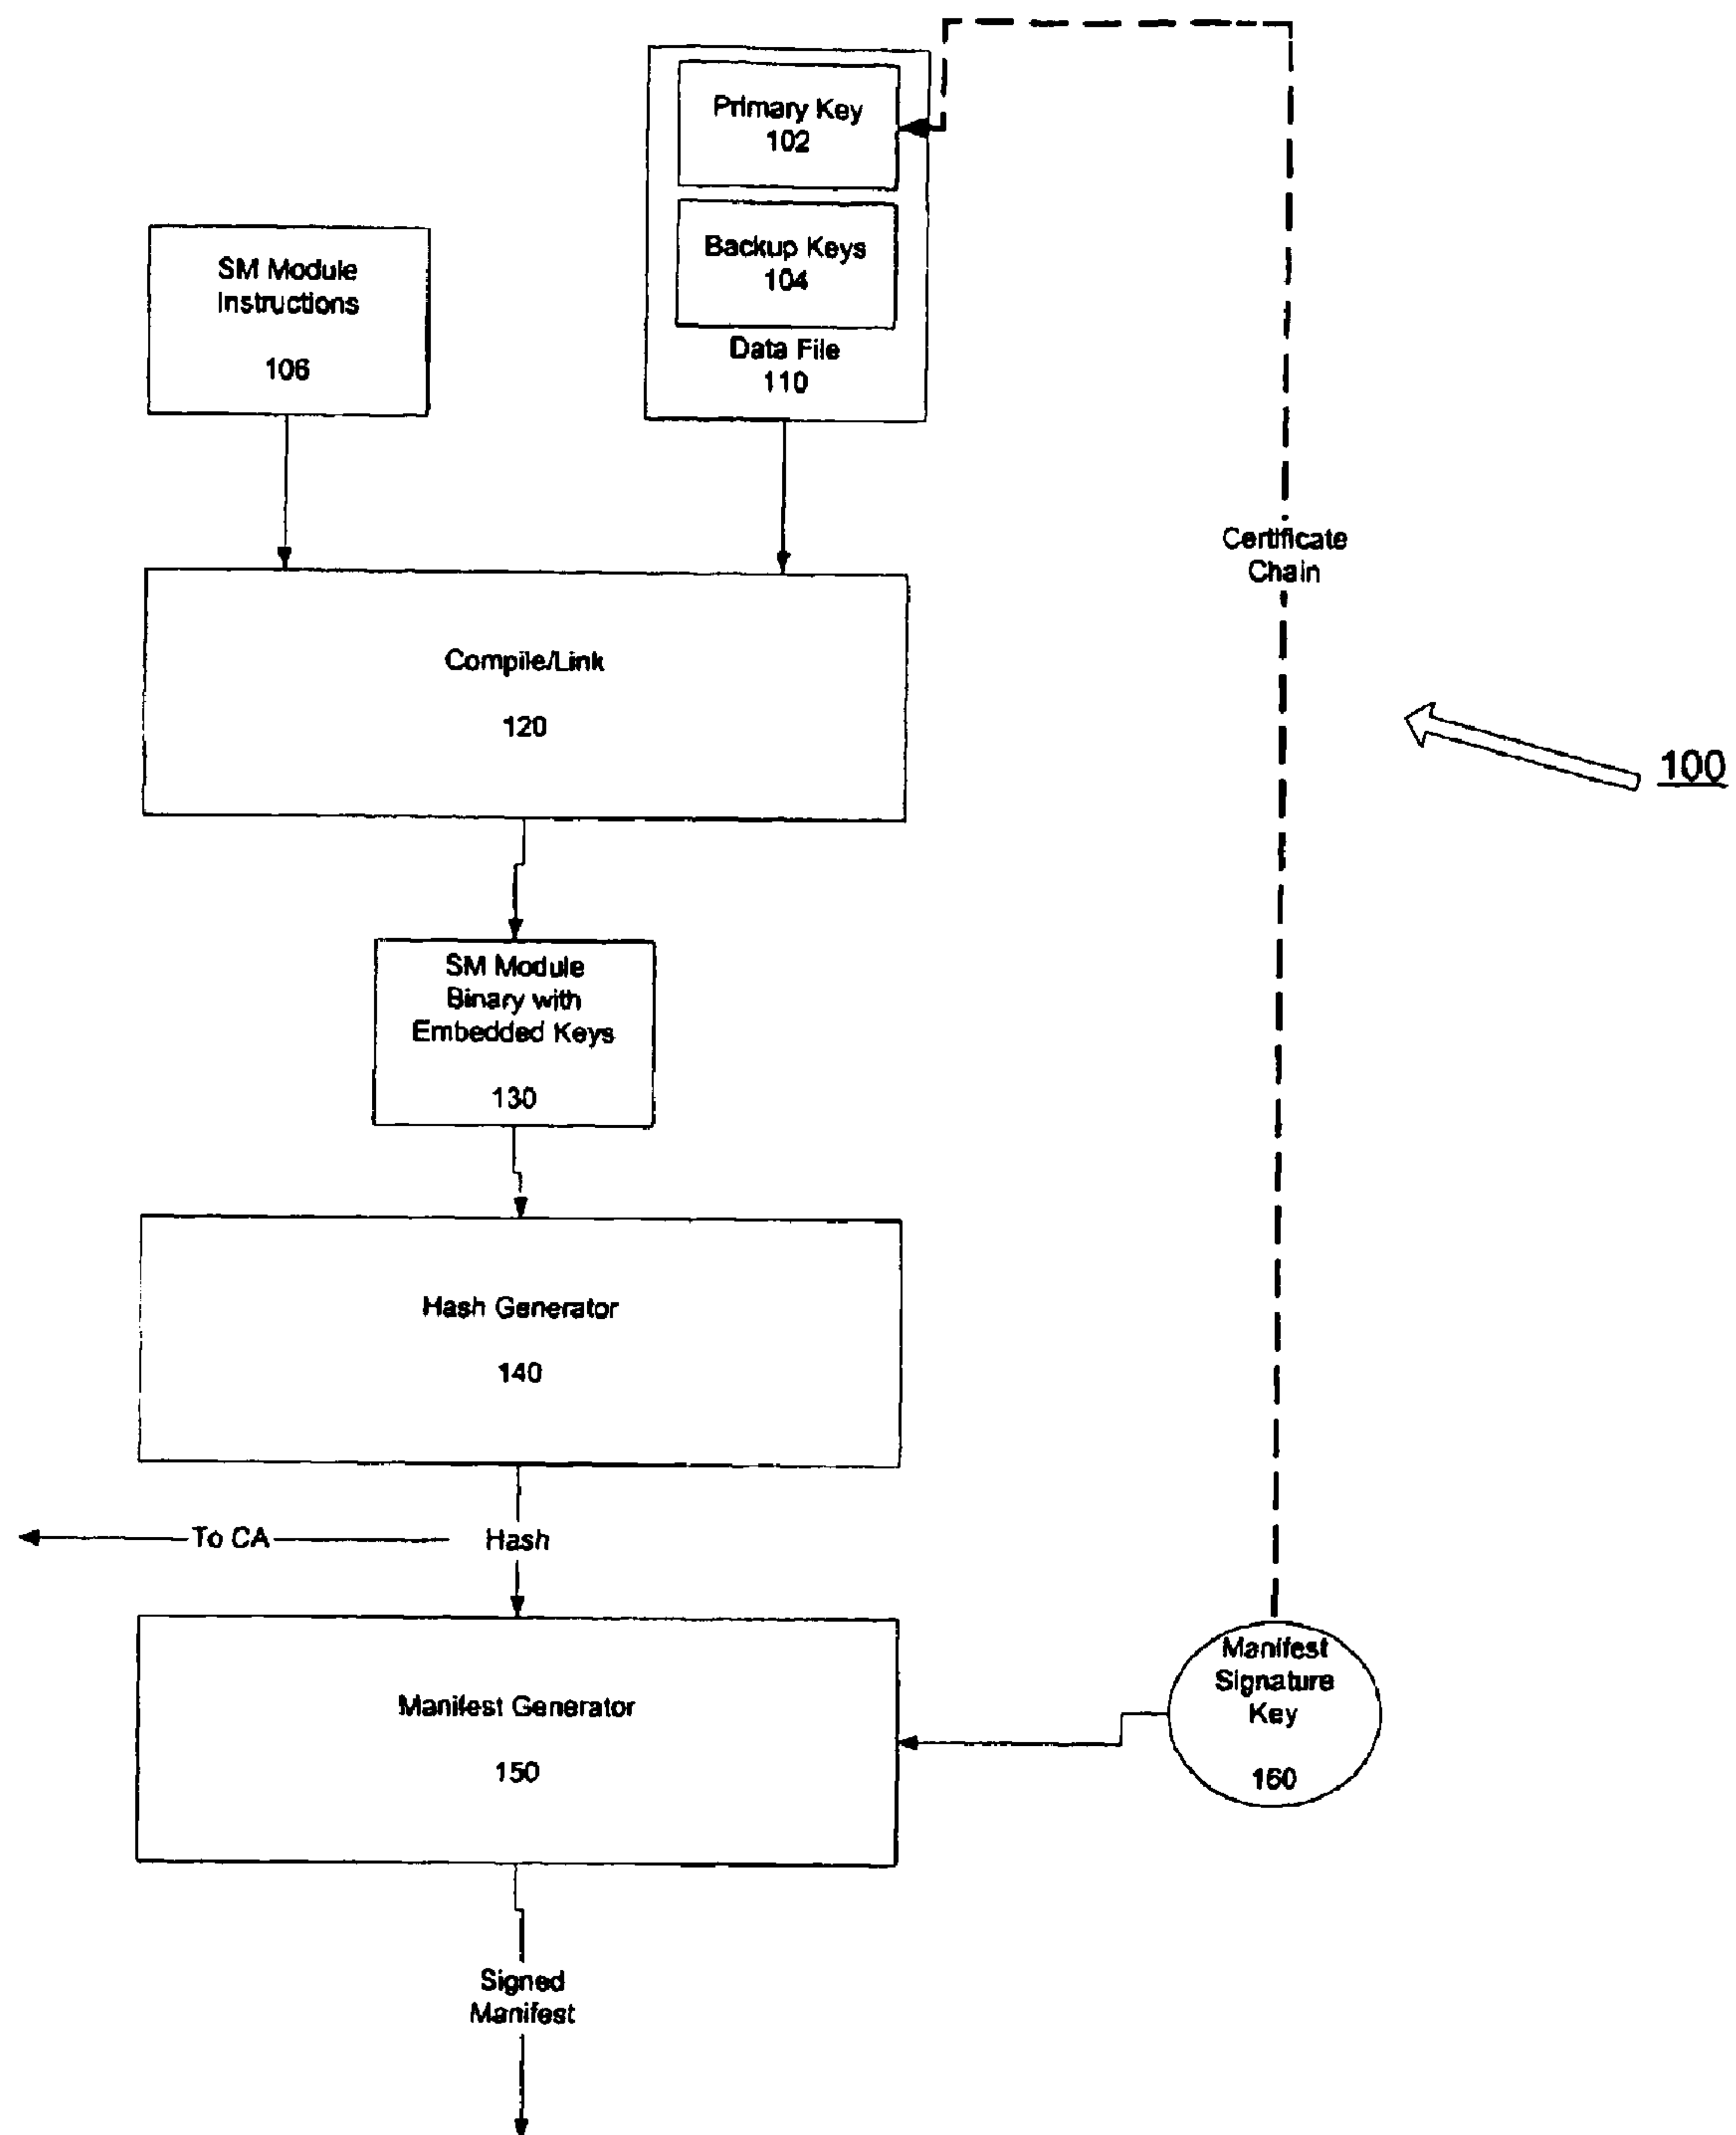 Primary Key
102
Backup Keys
104
Data File
110
SM Module
Instructions
106
Certificate
Chain
Compile/Link
120
100
SM Module
Binary with
Embedded Keys
130
Hash Generator
140
To CA
Hash
Manifest Generator
150
Manifest
Signature
Key
160
Signed
Manifest